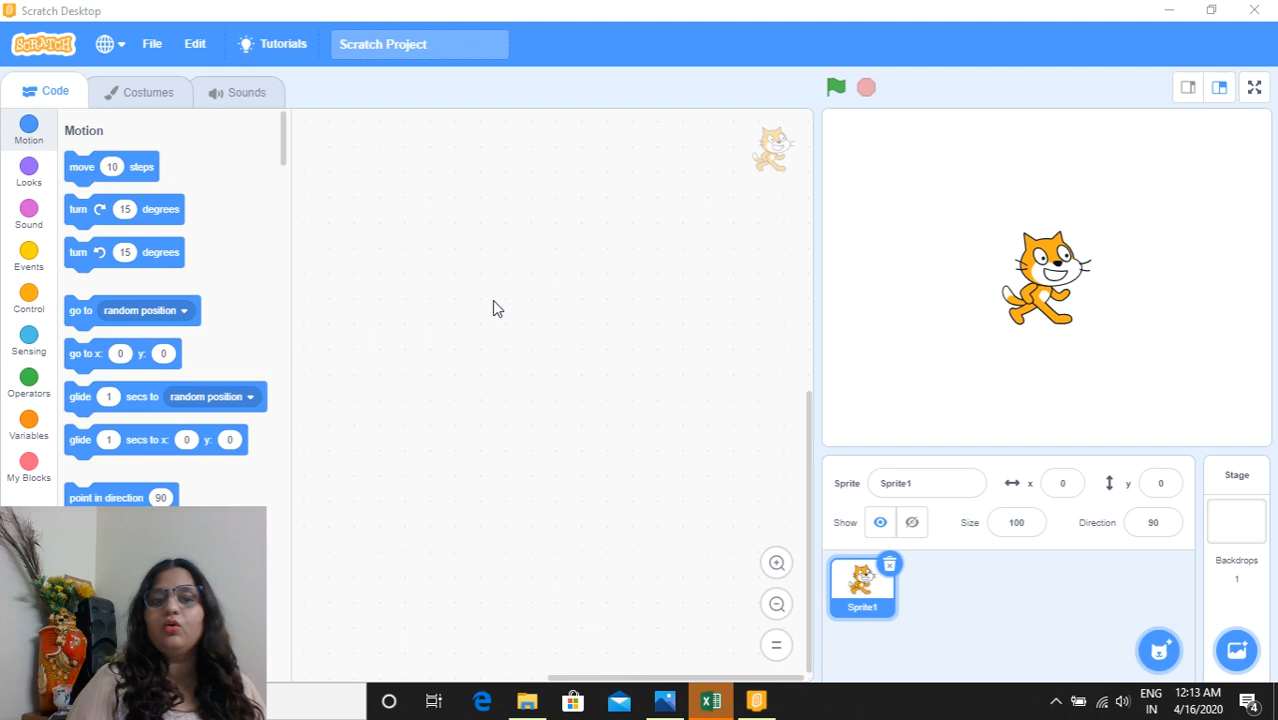 Scratch Desktop
SCRATCH File Edit Tutorials Scratch Project
Code Costumes Sounds
Motion
Looks
Sound
Events
Control
Sensing
Operators
Variables
My Blocks
Motion
move 10 steps
turn 15 degrees
turn 15 degrees
go to random position
go to x: 0 y: 0
glide 1 secs to random position
glide 1 secs to x: 0 y: 0
point in direction 90
Sprite Sprite1 x 0 y 0
Show Size 100 Direction 90
Sprite1
Stage
Backdrops
1
ENG
IN
12:13 AM
4/16/2020
4